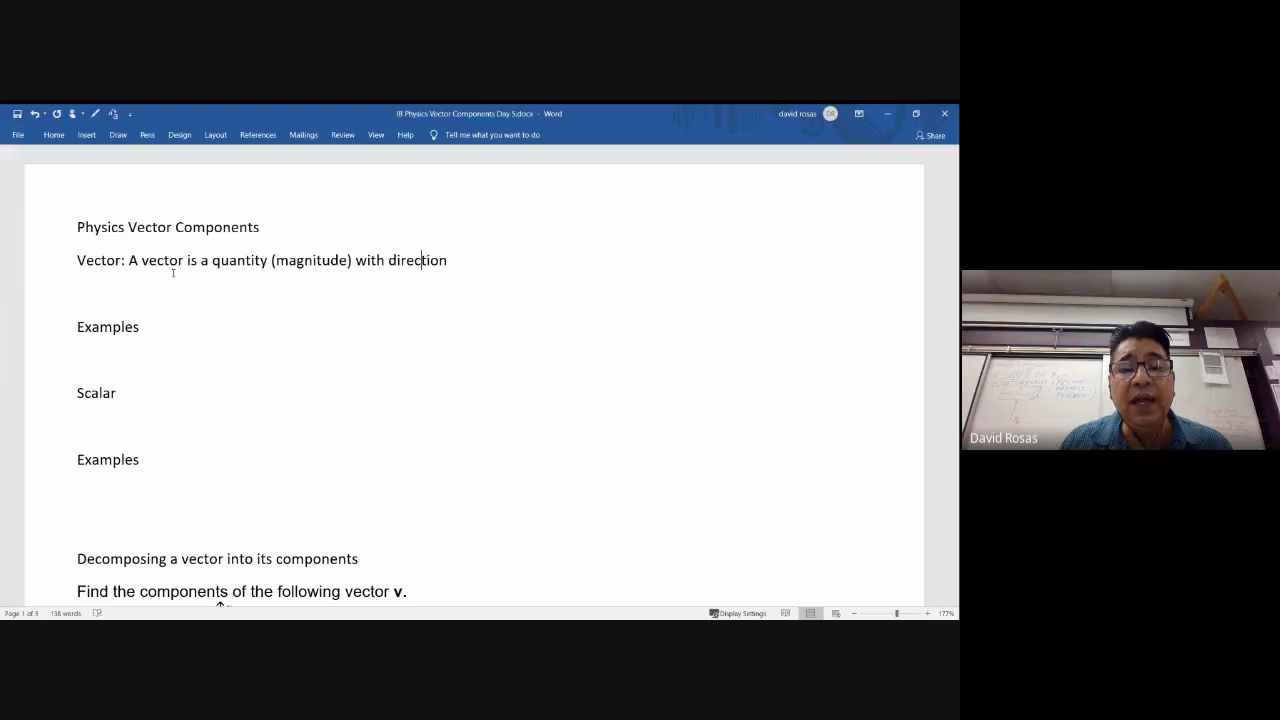 IB Physics Vector Components Day 5.docx - Word
david rosas
DR
File Home Insert Draw Pens Design Layout References Mailings Review View Help Tell me what you want to do
Share
Physics Vector Components
Vector: A vector is a quantity (magnitude) with direction
Examples
Scalar
Examples
Decomposing a vector into its components
Find the components of the following vector v.
Page 1 of 5 138 words
Display Settings
177%
David Rosas